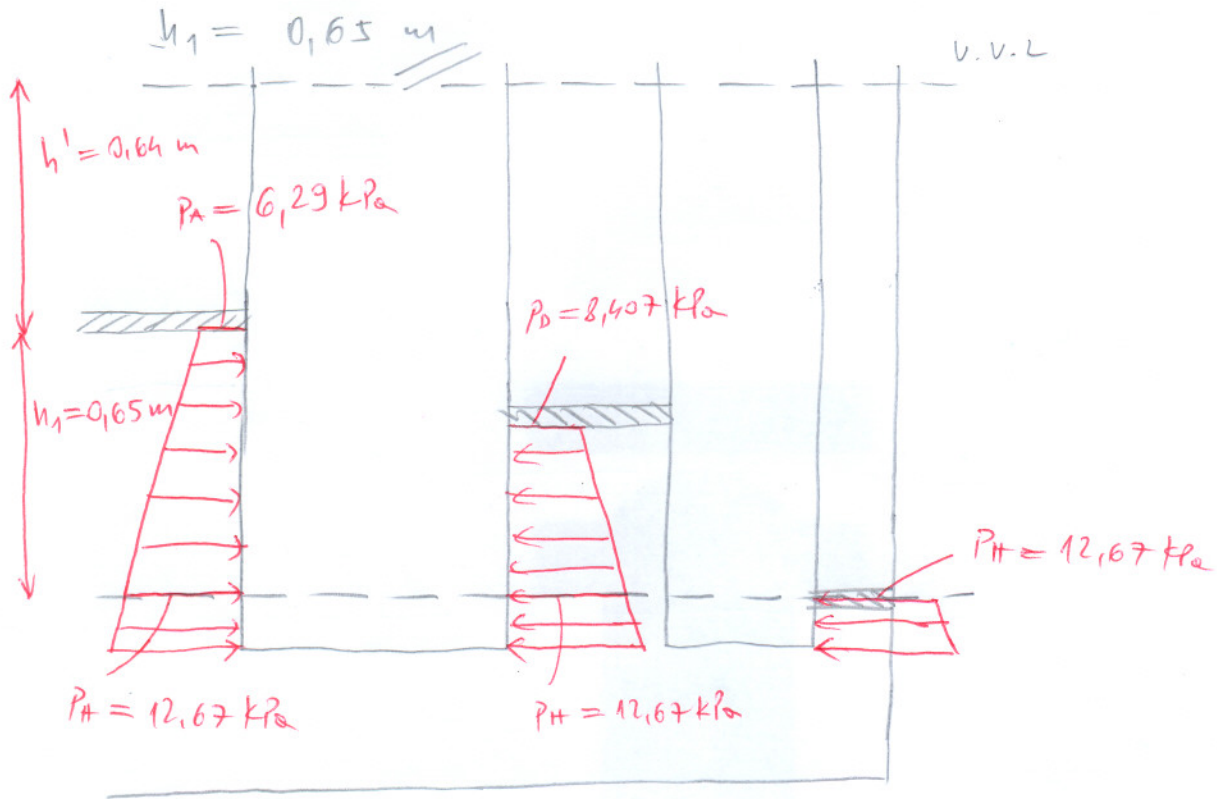 h₁ = 0,65 m
V.V.L
h' = 0,64 m
pA = 6,29 kPa
pD = 8,407 kPa
h₁=0,65 m
PH = 12,67 kPa
PH = 12,67 kPa
PH = 12,67 kPa